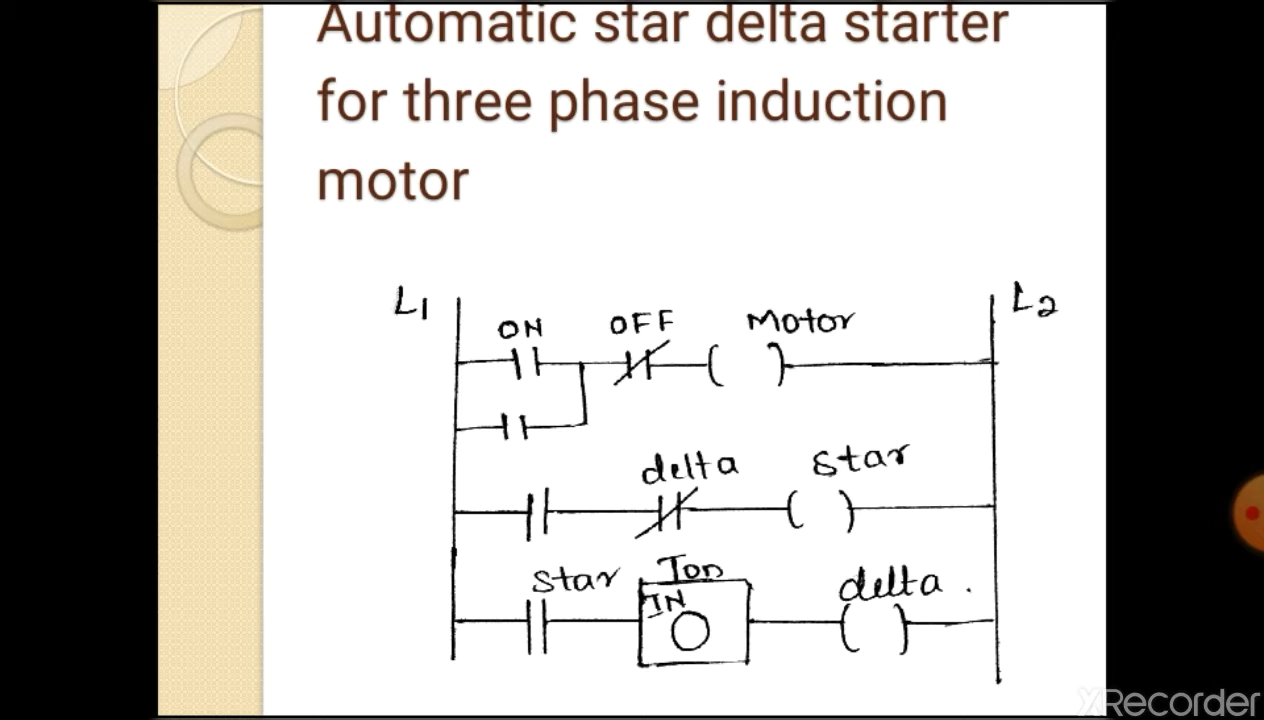 Automatic star delta starter
for three phase induction
motor
L1 L2
ON OFF Motor
delta star
star Ton delta.
IN
XRecorder